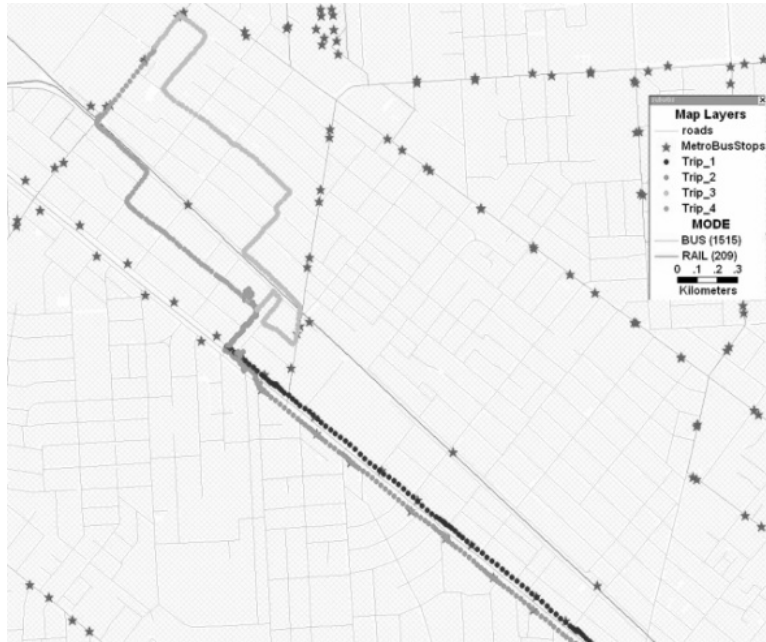 Map Layers
roads
MetroBusStops
Trip_1
Trip_2
Trip_3
Trip_4
MODE
BUS (1515)
RAIL (209)
0 .1 .2 .3
Kilometers